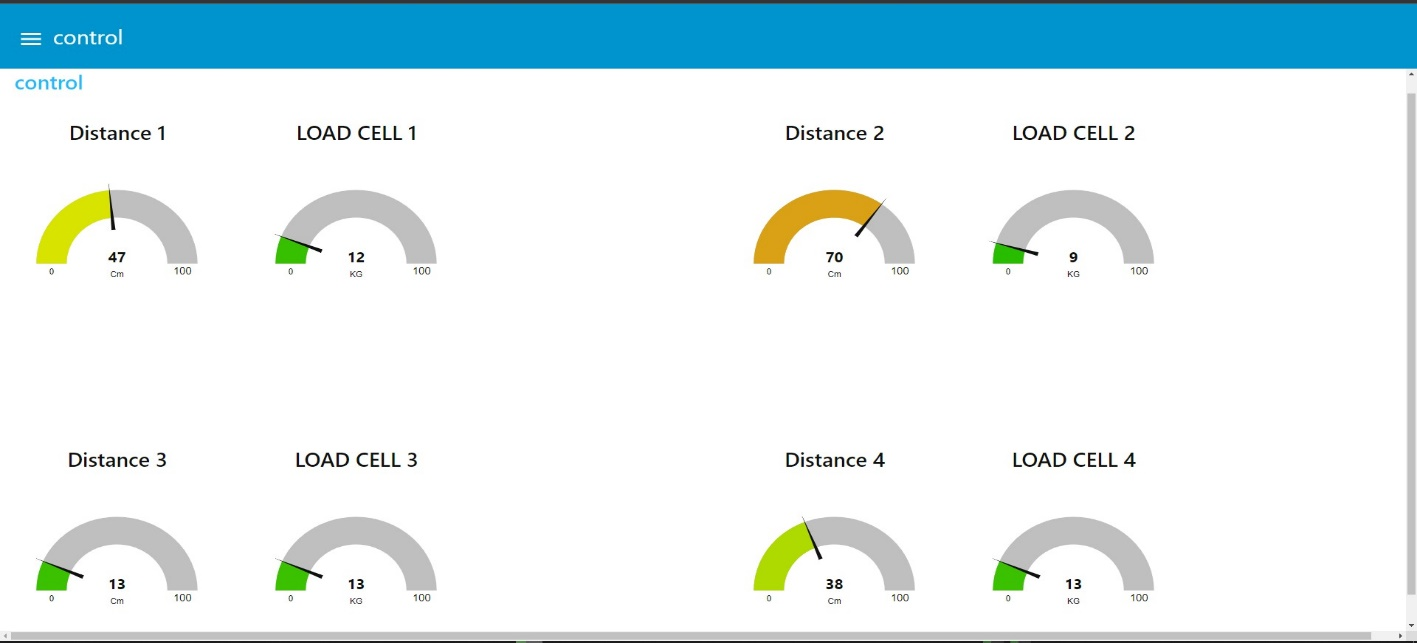 control
control
Distance 1
LOAD CELL 1
Distance 2
LOAD CELL 2
47
0 Cm 100
12
0 KG 100
70
0 Cm 100
9
0 KG 100
Distance 3
LOAD CELL 3
Distance 4
LOAD CELL 4
13
0 Cm 100
13
0 KG 100
38
0 Cm 100
13
0 KG 100